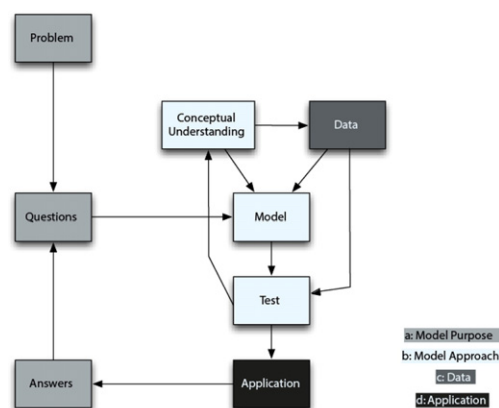 Problem
Conceptual
Understanding
Data
Questions
Model
Test
Answers
Application
a: Model Purpose
b: Model Approach
c: Data
d: Application